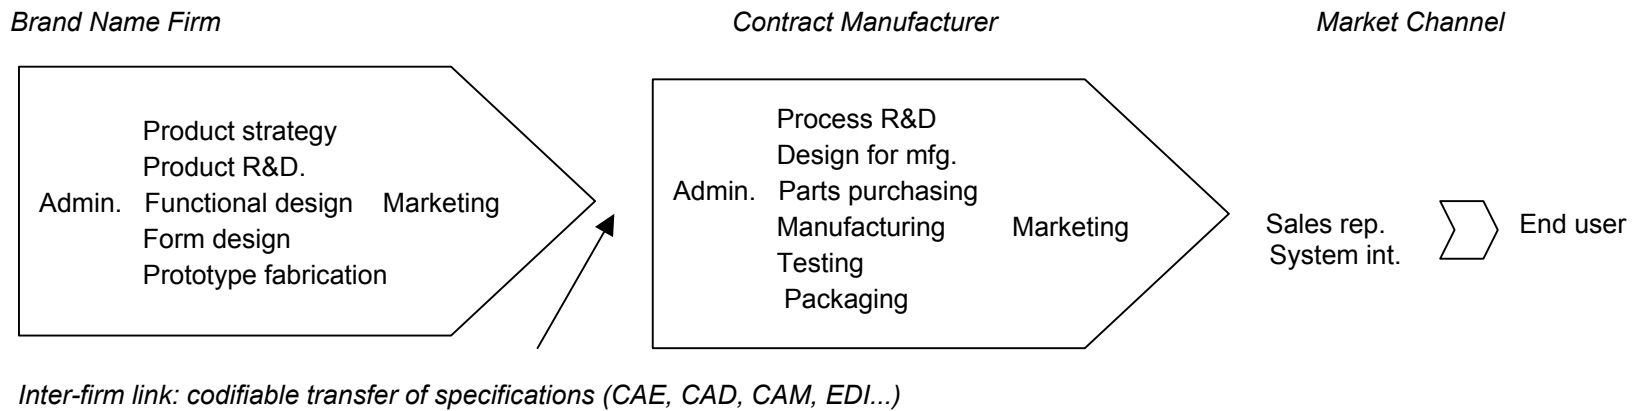 Brand Name Firm
Contract Manufacturer
Market Channel
Product strategy
Product R&D.
Admin. Functional design Marketing
Form design
Prototype fabrication
Process R&D
Design for mfg.
Admin. Parts purchasing
Manufacturing Marketing
Testing
Packaging
Sales rep.
System int.
End user
Inter-firm link: codifiable transfer of specifications (CAE, CAD, CAM, EDI...)